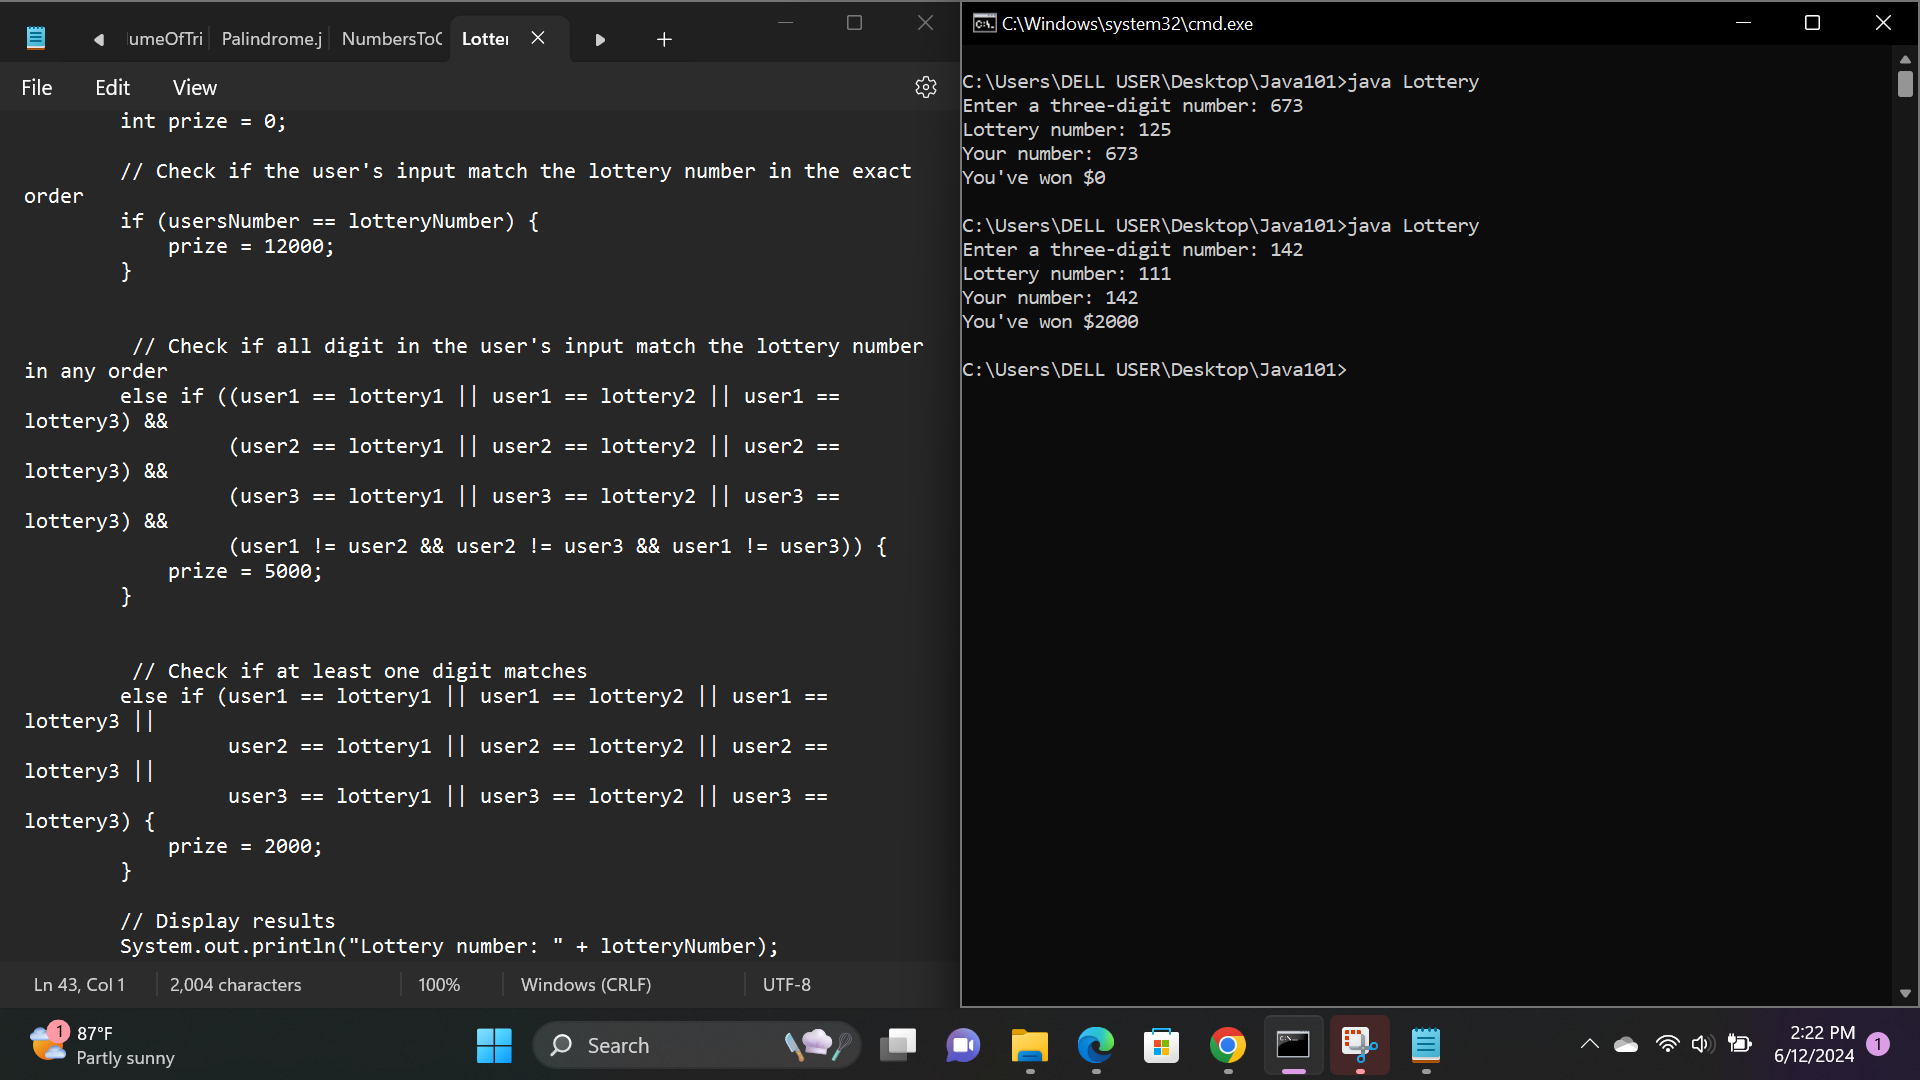 umeOfTri
Palindrome.j
NumbersToC
Lotter
File
Edit
View
int prize = 0;
// Check if the user's input match the lottery number in the exact
order
if (usersNumber == lotteryNumber) {
prize = 12000;
}
// Check if all digit in the user's input match the lottery number
in any order
else if ((user1 == lottery1 || user1 == lottery2 || user1 ==
lottery3) &&
(user2 == lottery1 || user2 == lottery2 || user2 ==
lottery3) &&
(user3 == lottery1 || user3 == lottery2 || user3 ==
lottery3) &&
(user1 != user2 && user2 != user3 && user1 != user3)) {
prize = 5000;
}
// Check if at least one digit matches
else if (user1 == lottery1 || user1 == lottery2 || user1 ==
lottery3 ||
user2 == lottery1 || user2 == lottery2 || user2 ==
lottery3 ||
user3 == lottery1 || user3 == lottery2 || user3 ==
lottery3) {
prize = 2000;
}
// Display results
System.out.println("Lottery number: " + lotteryNumber);
Ln 43, Col 1
2,004 characters
100%
Windows (CRLF)
UTF-8
C:\Windows\system32\cmd.exe
C:\Users\DELL USER\Desktop\Java101>java Lottery
Enter a three-digit number: 673
Lottery number: 125
Your number: 673
You've won $0
C:\Users\DELL USER\Desktop\Java101>java Lottery
Enter a three-digit number: 142
Lottery number: 111
Your number: 142
You've won $2000
C:\Users\DELL USER\Desktop\Java101>
1
87°F
Partly sunny
Search
2:22 PM
6/12/2024
1